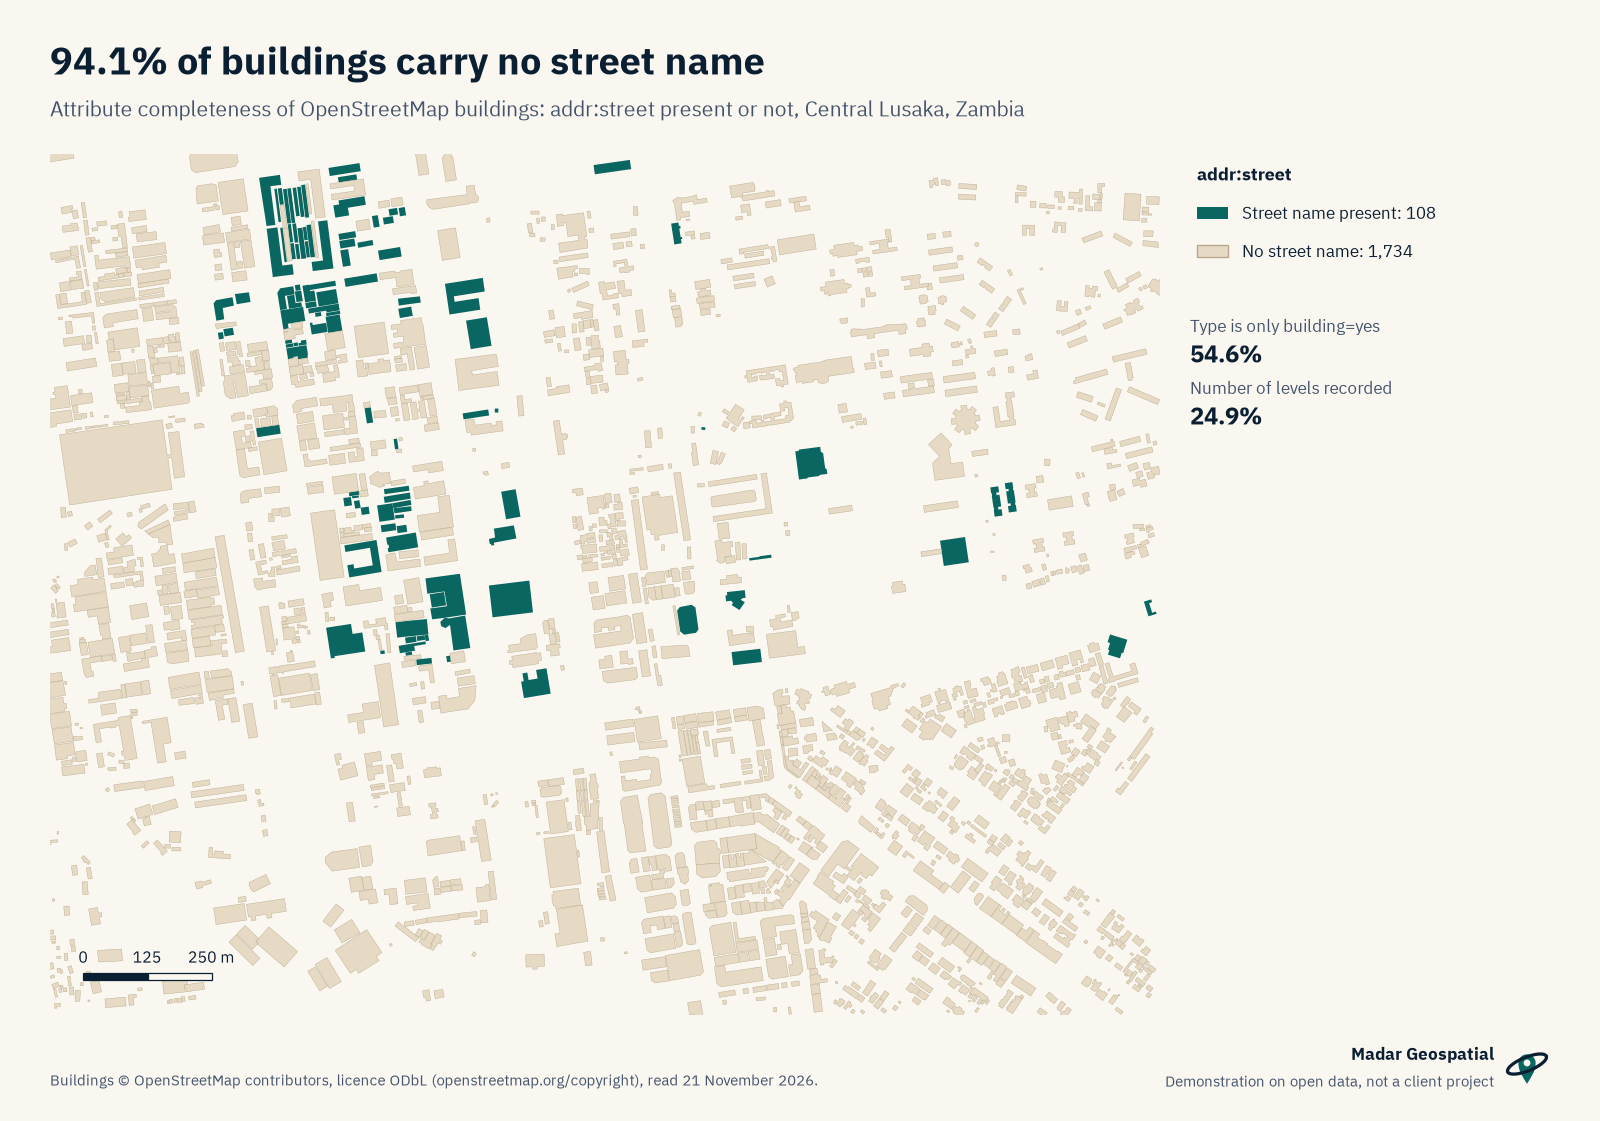 94.1% of buildings carry no street name
Attribute completeness of OpenStreetMap buildings: addr:street present or not, Central Lusaka, Zambia
addr:street
Street name present: 108
No street name: 1,734
Type is only building=yes
54.6%
Number of levels recorded
24.9%
0 125 250 m
Madar Geospatial
Buildings © OpenStreetMap contributors, licence ODbL (openstreetmap.org/copyright), read 21 November 2026.
Demonstration on open data, not a client project